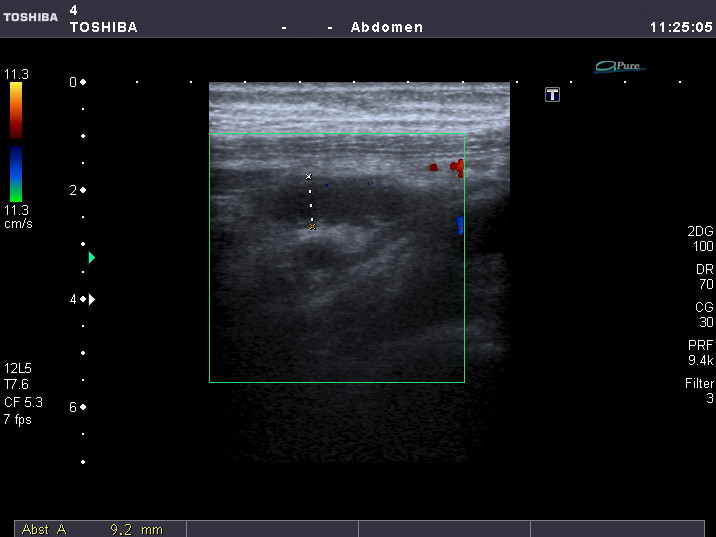 TOSHIBA
4
TOSHIBA - - Abdomen 11:25:05
aPure
11.3
11.3
cm/s
0
2
4
6
T
2DG
100
DR
70
CG
30
PRF
9.4k
Filter
3
12L5
T7.6
CF 5.3
7 fps
Abst A 9.2 mm